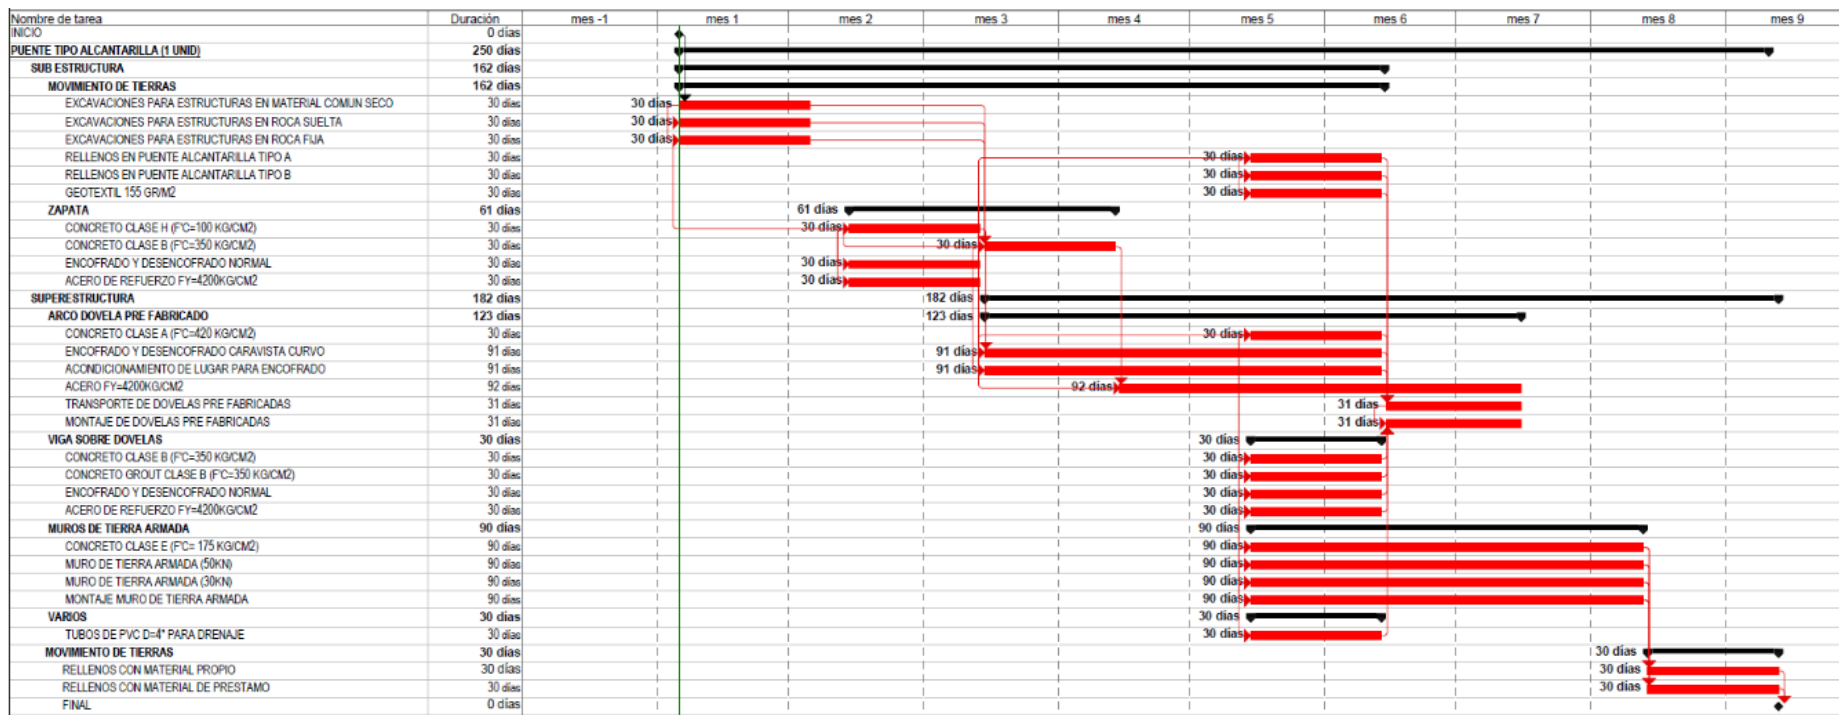 Nombre de tarea Duración mes -1 mes 1 mes 2 mes 3 mes 4 mes 5 mes 6 mes 7 mes 8 mes 9
INICIO 0 días
PUENTE TIPO ALCANTARILLA (1 UNID) 250 días
SUB ESTRUCTURA 162 días
MOVIMIENTO DE TIERRAS 162 días
EXCAVACIONES PARA ESTRUCTURAS EN MATERIAL COMUN SECO 30 días 30 días
EXCAVACIONES PARA ESTRUCTURAS EN ROCA SUELTA 30 días 30 días
EXCAVACIONES PARA ESTRUCTURAS EN ROCA FIJA 30 días 30 días
RELLENOS EN PUENTE ALCANTARILLA TIPO A 30 días 30 días
RELLENOS EN PUENTE ALCANTARILLA TIPO B 30 días 30 días
GEOTEXTIL 155 GR/M2 30 días 30 días
ZAPATA 61 días 61 días
CONCRETO CLASE H (F'C=100 KG/CM2) 30 días 30 días
CONCRETO CLASE B (F'C=350 KG/CM2) 30 días 30 días
ENCOFRADO Y DESENCOFRADO NORMAL 30 días 30 días
ACERO DE REFUERZO FY=4200KG/CM2 30 días 30 días
SUPERESTRUCTURA 182 días 182 días
ARCO DOVELA PRE FABRICADO 123 días 123 días
CONCRETO CLASE A (F'C=420 KG/CM2) 30 días 30 días
ENCOFRADO Y DESENCOFRADO CARAVISTA CURVO 91 días 91 días
ACONDICIONAMIENTO DE LUGAR PARA ENCOFRADO 91 días 91 días
ACERO FY=4200KG/CM2 92 días 92 días
TRANSPORTE DE DOVELAS PRE FABRICADAS 31 días 31 días
MONTAJE DE DOVELAS PRE FABRICADAS 31 días 31 días
VIGA SOBRE DOVELAS 30 días 30 días
CONCRETO CLASE B (F'C=350 KG/CM2) 30 días 30 días
CONCRETO GROUT CLASE B (F'C=350 KG/CM2) 30 días 30 días
ENCOFRADO Y DESENCOFRADO NORMAL 30 días 30 días
ACERO DE REFUERZO FY=4200KG/CM2 30 días 30 días
MUROS DE TIERRA ARMADA 90 días 90 días
CONCRETO CLASE E (F'C= 175 KG/CM2) 90 días 90 días
MURO DE TIERRA ARMADA (50KN) 90 días 90 días
MURO DE TIERRA ARMADA (30KN) 90 días 90 días
MONTAJE MURO DE TIERRA ARMADA 90 días 90 días
VARIOS 30 días 30 días
TUBOS DE PVC D=4" PARA DRENAJE 30 días 30 días
MOVIMIENTO DE TIERRAS 30 días 30 días
RELLENOS CON MATERIAL PROPIO 30 días 30 días
RELLENOS CON MATERIAL DE PRESTAMO 30 días 30 días
FINAL 0 días